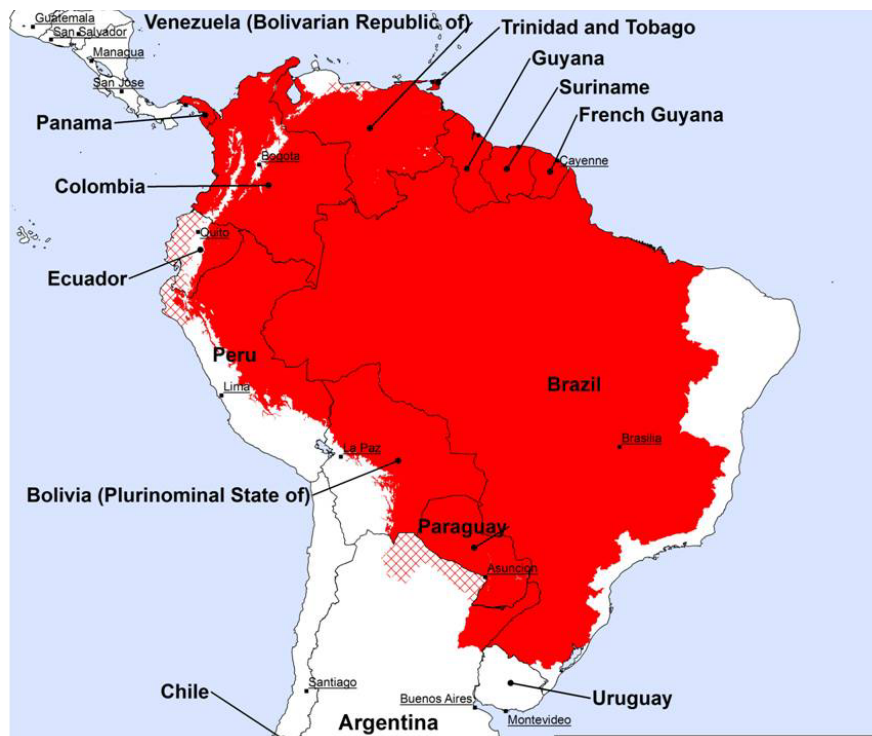 Guatemala
San Salvador
Managua
San Jose
Venezuela (Bolivarian Republic of)
Trinidad and Tobago
Guyana
Suriname
French Guyana
Panama
Cayenne
Bogota
Colombia
Quito
Ecuador
Peru
Lima
Brazil
Brasilia
La Paz
Bolivia (Plurinominal State of)
Paraguay
Asuncion
Chile
Santiago
Buenos Aires
Uruguay
Montevideo
Argentina